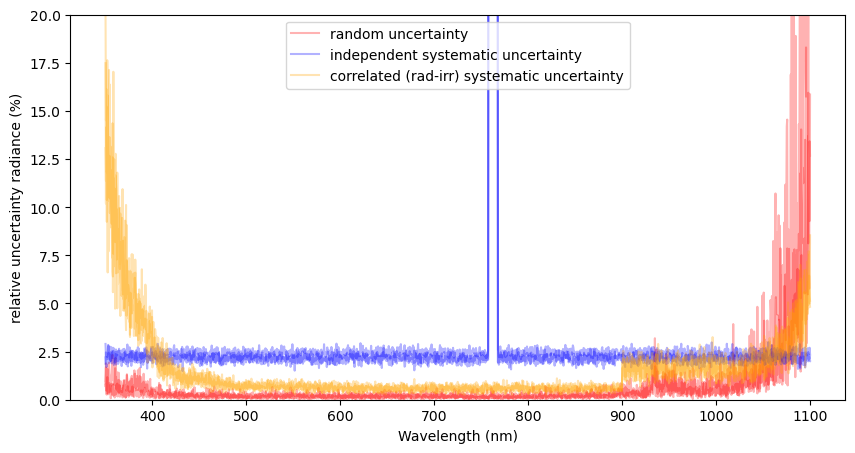 random uncertainty
independent systematic uncertainty
correlated (rad-irr) systematic uncertainty
relative uncertainty radiance (%)
20.0
17.5
15.0
12.5
10.0
7.5
5.0
2.5
0.0
400 500 600 700 800 900 1000 1100
Wavelength (nm)